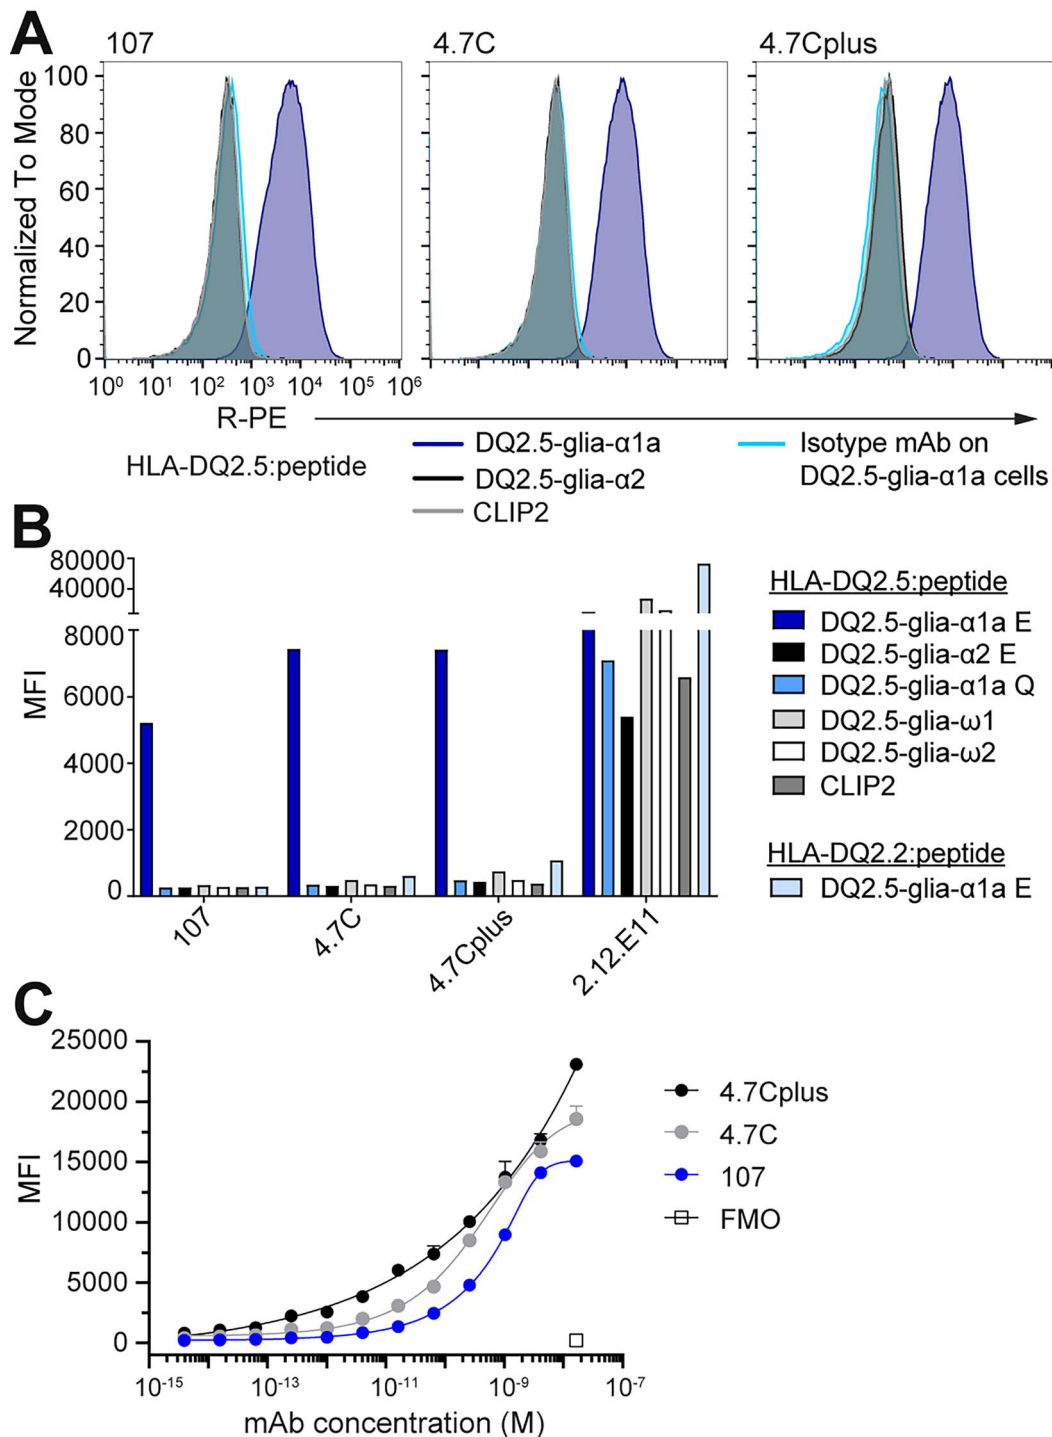 A
107
4.7C
4.7Cplus
Normalized To Mode
100
80
60
40
20
0
10⁰ 10¹ 10² 10³ 10⁴ 10⁵ 10⁶
R-PE
HLA-DQ2.5:peptide
DQ2.5-glia-α1a
DQ2.5-glia-α2
CLIP2
Isotype mAb on
DQ2.5-glia-α1a cells
B
MFI
80000
40000
8000
6000
4000
2000
0
107
4.7C
4.7Cplus
2.12.E11
HLA-DQ2.5:peptide
DQ2.5-glia-α1a E
DQ2.5-glia-α2 E
DQ2.5-glia-α1a Q
DQ2.5-glia-ω1
DQ2.5-glia-ω2
CLIP2
HLA-DQ2.2:peptide
DQ2.5-glia-α1a E
C
MFI
25000
20000
15000
10000
5000
0
10⁻¹⁵ 10⁻¹³ 10⁻¹¹ 10⁻⁹ 10⁻⁷
mAb concentration (M)
4.7Cplus
4.7C
107
FMO